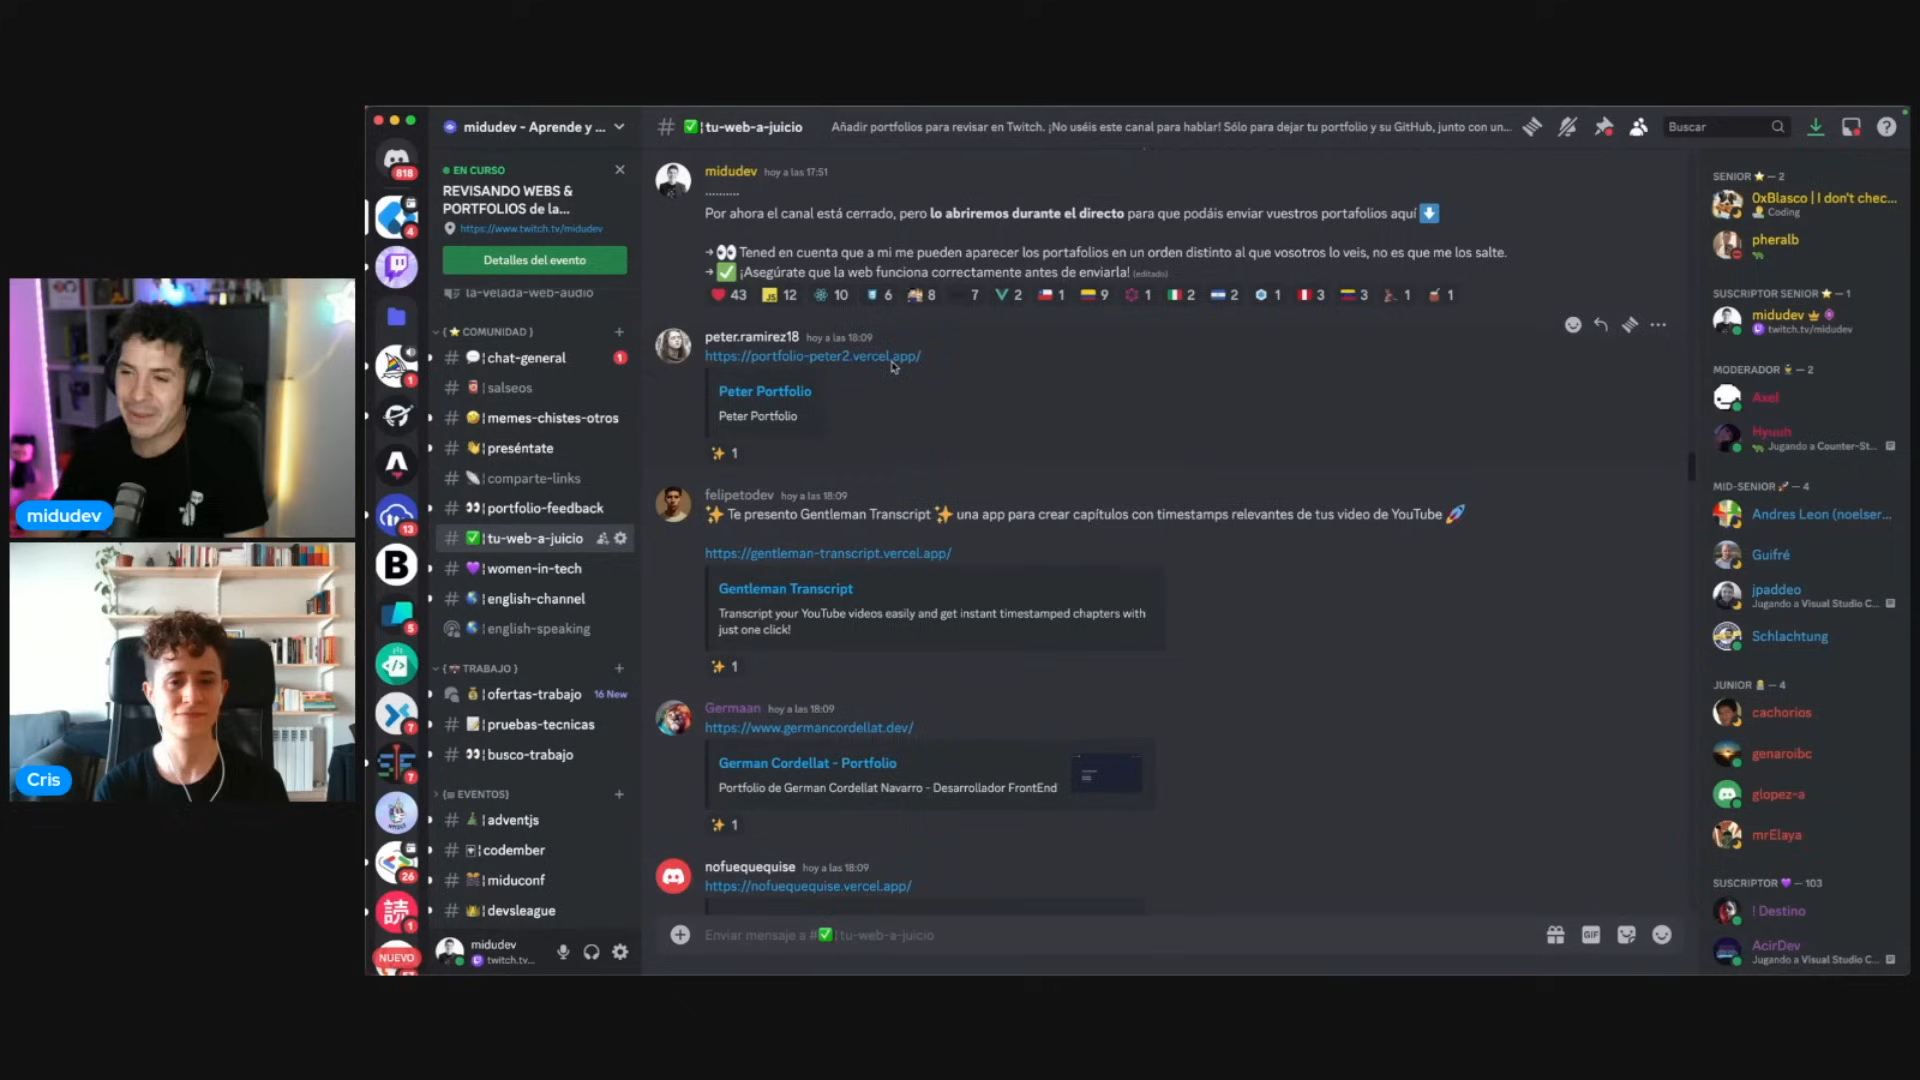 midudev
Cris
818
4
1
13
5
7
7
26
1
NUEVO
midudev - Aprende y ...
EN CURSO
REVISANDO WEBS &
PORTFOLIOS de la...
https://www.twitch.tv/midudev
Detalles del evento
la-velada-web-audio
{ ⭐ COMUNIDAD }
# 💬¦chat-general 1
# 🥫¦salseos
# 🤣¦memes-chistes-otros
# 👋¦preséntate
# comparte-links
# 👀¦portfolio-feedback
# ✅¦tu-web-a-juicio
# 💜¦women-in-tech
# 🌎¦english-channel
🌎¦english-speaking
{ TRABAJO }
💰¦ofertas-trabajo 16 New
# 📝¦pruebas-tecnicas
# 👀¦busco-trabajo
{ EVENTOS}
# 🎄¦adventjs
# ¦codember
# ¦miduconf
# 👑¦devsleague
midudev
twitch.tv...
# ✅¦tu-web-a-juicio
Añadir portfolios para revisar en Twitch. ¡No uséis este canal para hablar! Sólo para dejar tu portfolio y su GitHub, junto con un...
Buscar
midudev hoy a las 17:51
..........
Por ahora el canal está cerrado, pero lo abriremos durante el directo para que podáis enviar vuestros portafolios aquí ⬇️
→ 👀 Tened en cuenta que a mi me pueden aparecer los portafolios en un orden distinto al que vosotros lo veis, no es que me los salte.
→ ✅ ¡Asegúrate que la web funciona correctamente antes de enviarla! (editado)
❤️ 43 JS 12 10 6 8 7 2 1 9 1 2 2 1 3 3 1 1
peter.ramirez18 hoy a las 18:09
https://portfolio-peter2.vercel.app/
Peter Portfolio
Peter Portfolio
✨ 1
felipetodev hoy a las 18:09
✨ Te presento Gentleman Transcript ✨ una app para crear capítulos con timestamps relevantes de tus video de YouTube 🚀
https://gentleman-transcript.vercel.app/
Gentleman Transcript
Transcript your YouTube videos easily and get instant timestamped chapters with
just one click!
✨ 1
Germaan hoy a las 18:09
https://www.germancordellat.dev/
German Cordellat - Portfolio
Portfolio de German Cordellat Navarro - Desarrollador FrontEnd
✨ 1
nofuequequise hoy a las 18:09
https://nofuequequise.vercel.app/
Enviar mensaje a #✅¦tu-web-a-juicio
GIF
SENIOR ⭐ — 2
0xBlasco | I don't chec...
Coding
pheralb
SUSCRIPTOR SENIOR ⭐ — 1
midudev
twitch.tv/midudev
MODERADOR — 2
Axel
Hyuuh
Jugando a Counter-St...
MID-SENIOR 🚀 — 4
Andres Leon (noelser...
Guifré
jpaddeo
Jugando a Visual Studio C...
Schlachtung
JUNIOR — 4
cachorios
genaroibc
glopez-a
mrElaya
SUSCRIPTOR 💜 — 103
! Destino
AcirDev
Jugando a Visual Studio C...